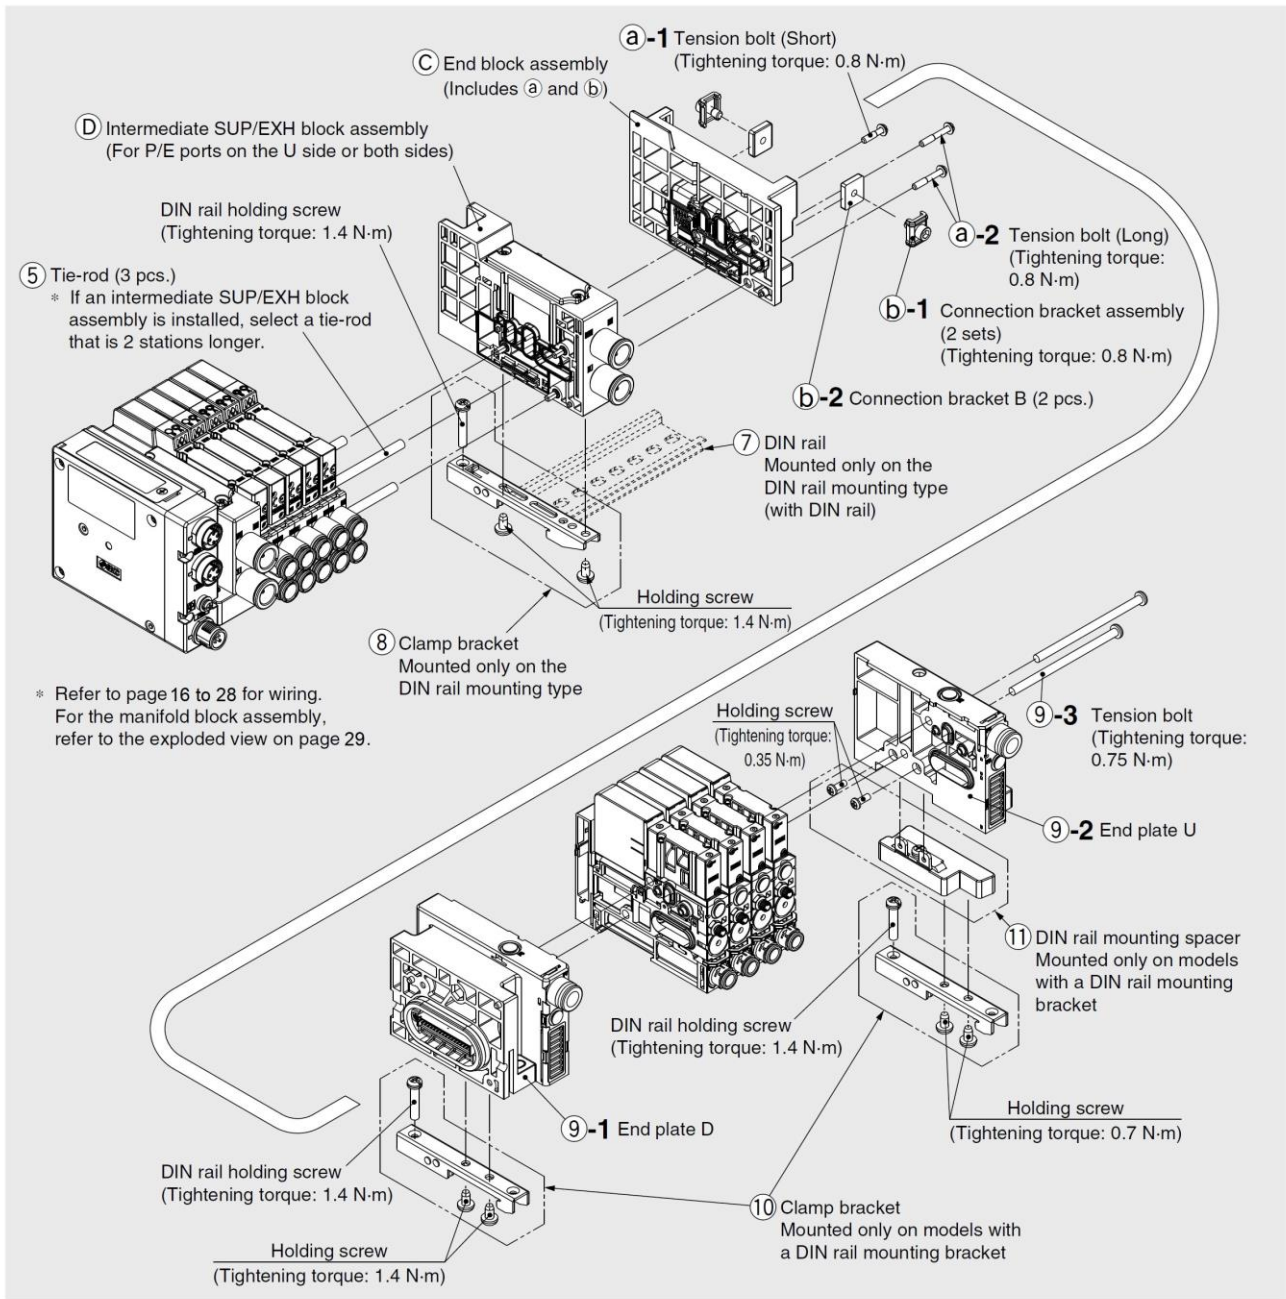 ⓐ-1 Tension bolt (Short)
(Tightening torque: 0.8 N·m)
Ⓒ End block assembly
(Includes ⓐ and ⓑ)
Ⓓ Intermediate SUP/EXH block assembly
(For P/E ports on the U side or both sides)
DIN rail holding screw
(Tightening torque: 1.4 N·m)
⑤ Tie-rod (3 pcs.)
* If an intermediate SUP/EXH block
assembly is installed, select a tie-rod
that is 2 stations longer.
ⓐ-2 Tension bolt (Long)
(Tightening torque:
0.8 N·m)
ⓑ-1 Connection bracket assembly
(2 sets)
(Tightening torque: 0.8 N·m)
ⓑ-2 Connection bracket B (2 pcs.)
⑦ DIN rail
Mounted only on the
DIN rail mounting type
(with DIN rail)
Holding screw
(Tightening torque: 1.4 N·m)
⑧ Clamp bracket
Mounted only on the
DIN rail mounting type
* Refer to page 16 to 28 for wiring.
For the manifold block assembly,
refer to the exploded view on page 29.
Holding screw
(Tightening torque:
0.35 N·m)
⑨-3 Tension bolt
(Tightening torque:
0.75 N·m)
⑨-2 End plate U
⑪ DIN rail mounting spacer
Mounted only on models
with a DIN rail mounting
bracket
DIN rail holding screw
(Tightening torque: 1.4 N·m)
Holding screw
(Tightening torque: 0.7 N·m)
⑨-1 End plate D
DIN rail holding screw
(Tightening torque: 1.4 N·m)
⑩ Clamp bracket
Mounted only on models with
a DIN rail mounting bracket
Holding screw
(Tightening torque: 1.4 N·m)